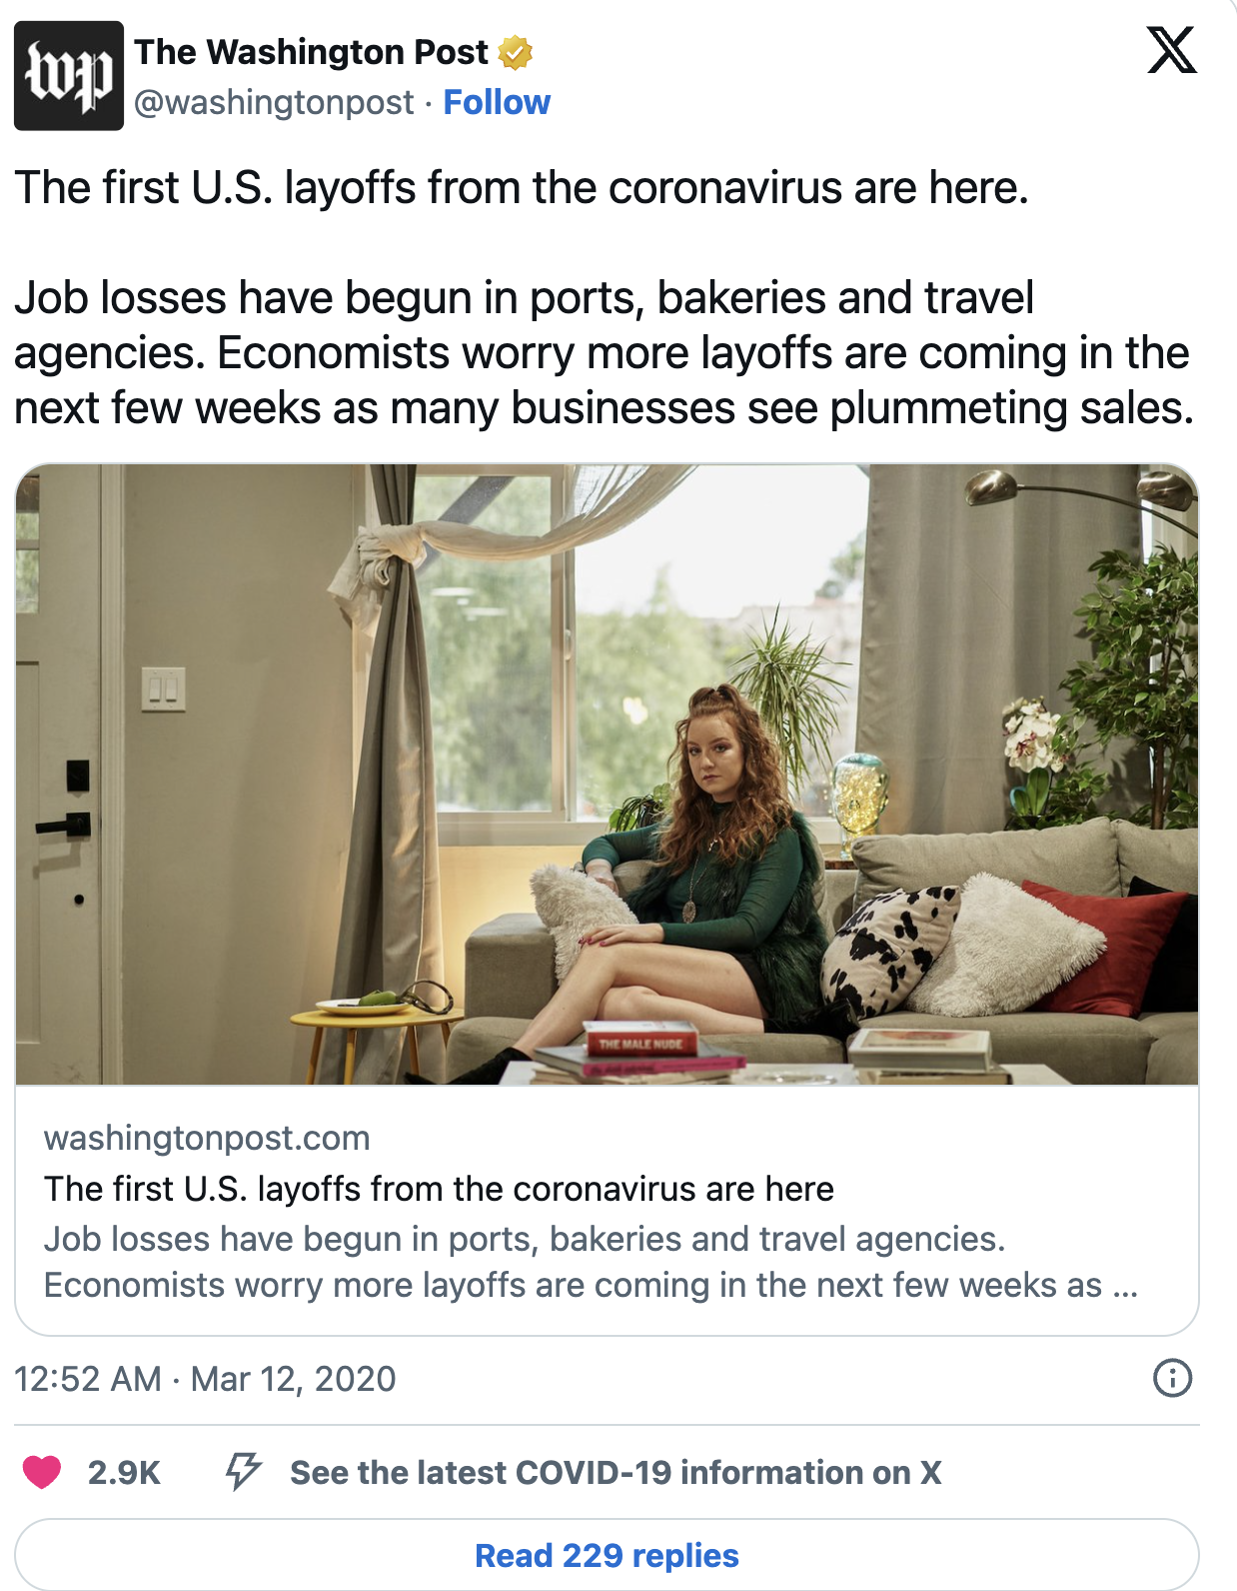 wp
The Washington Post
@washingtonpost · Follow
The first U.S. layoffs from the coronavirus are here.
Job losses have begun in ports, bakeries and travel
agencies. Economists worry more layoffs are coming in the
next few weeks as many businesses see plummeting sales.
THE MALE NUDE
washingtonpost.com
The first U.S. layoffs from the coronavirus are here
Job losses have begun in ports, bakeries and travel agencies.
Economists worry more layoffs are coming in the next few weeks as ...
12:52 AM · Mar 12, 2020
2.9K
See the latest COVID-19 information on X
Read 229 replies